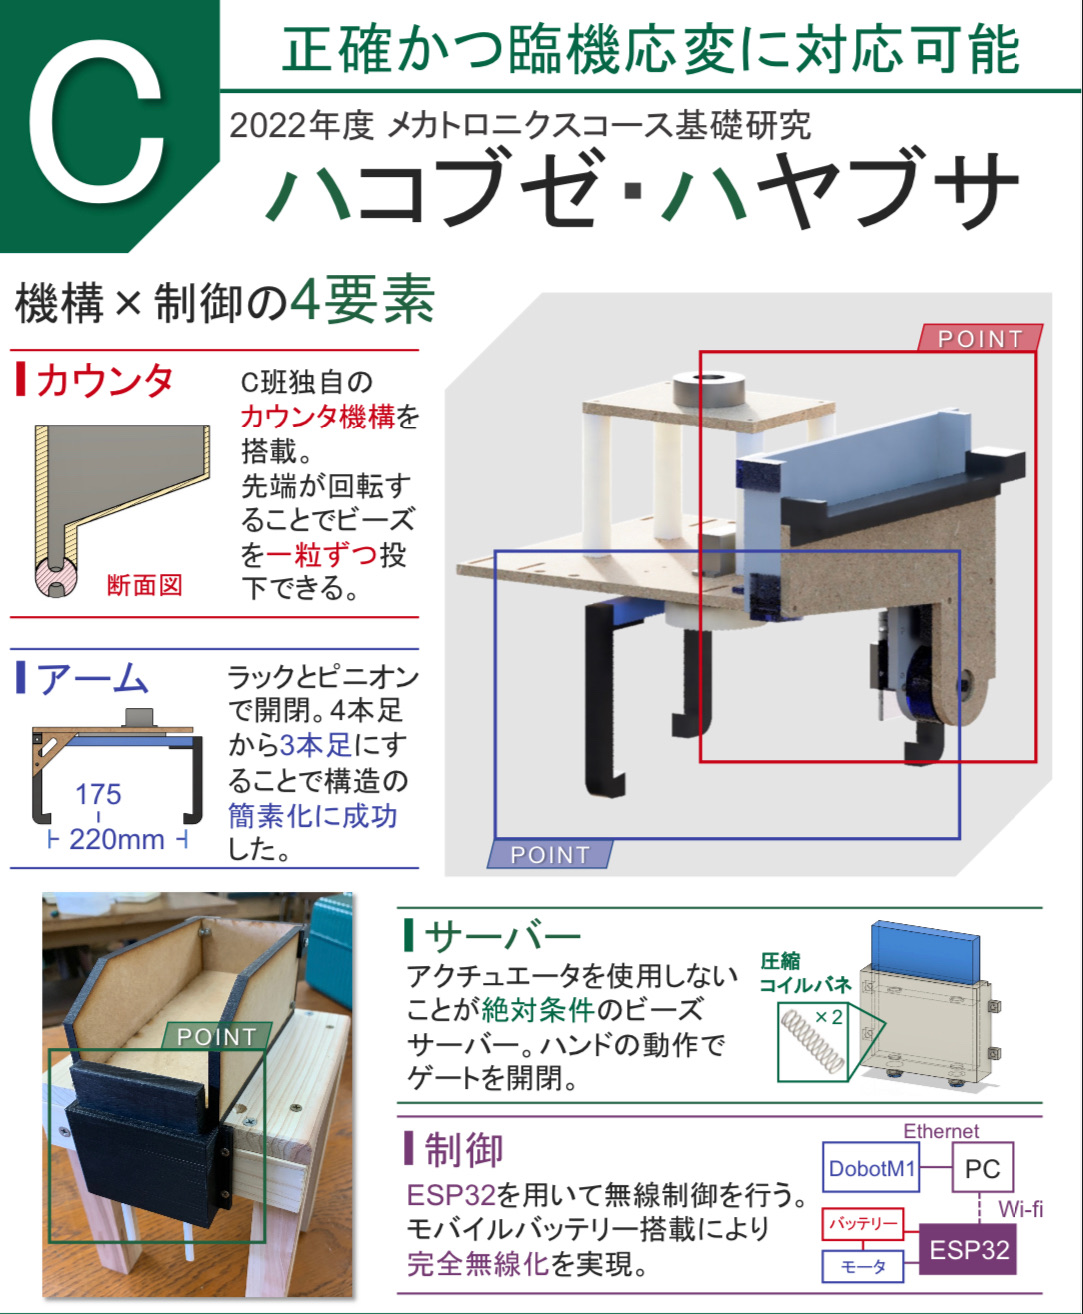 C
正確かつ臨機応変に対応可能
2022年度 メカトロニクスコース基礎研究
ハコブゼ・ハヤブサ
機構×制御の4要素
カウンタ
C班独自の
カウンタ機構を
搭載。
先端が回転す
ることでビーズ
を一粒ずつ投
下できる。
断面図
POINT
アーム
ラックとピニオン
で開閉。4本足
から3本足にす
ることで構造の
簡素化に成功
した。
175
220mm
POINT
POINT
サーバー
アクチュエータを使用しない
ことが絶対条件のビーズ
サーバー。ハンドの動作で
ゲートを開閉。
圧縮
コイルバネ
×2
制御
ESP32を用いて無線制御を行う。
モバイルバッテリー搭載により
完全無線化を実現。
Ethernet
DobotM1
PC
Wi-fi
バッテリー
ESP32
モータ